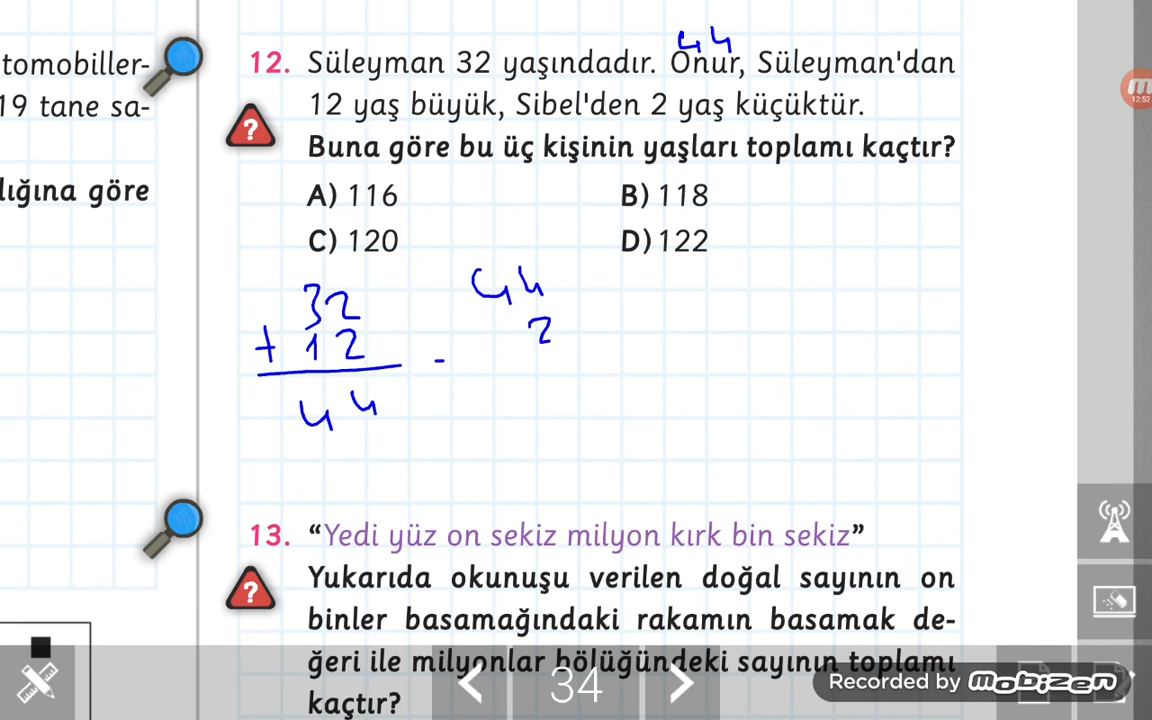 tomobiller-
19 tane sa-
lığına göre
44
12. Süleyman 32 yaşındadır. Onur, Süleyman'dan
12 yaş büyük, Sibel'den 2 yaş küçüktür.
Buna göre bu üç kişinin yaşları toplamı kaçtır?
A) 116 B) 118
C) 120 D) 122
32
+ 12
44
44
- 2
13. “Yedi yüz on sekiz milyon kırk bin sekiz”
Yukarıda okunuşu verilen doğal sayının on
binler basamağındaki rakamın basamak de-
ğeri ile milyonlar bölüğündeki sayının toplamı
kaçtır?
34
Recorded by mobizen
12:52